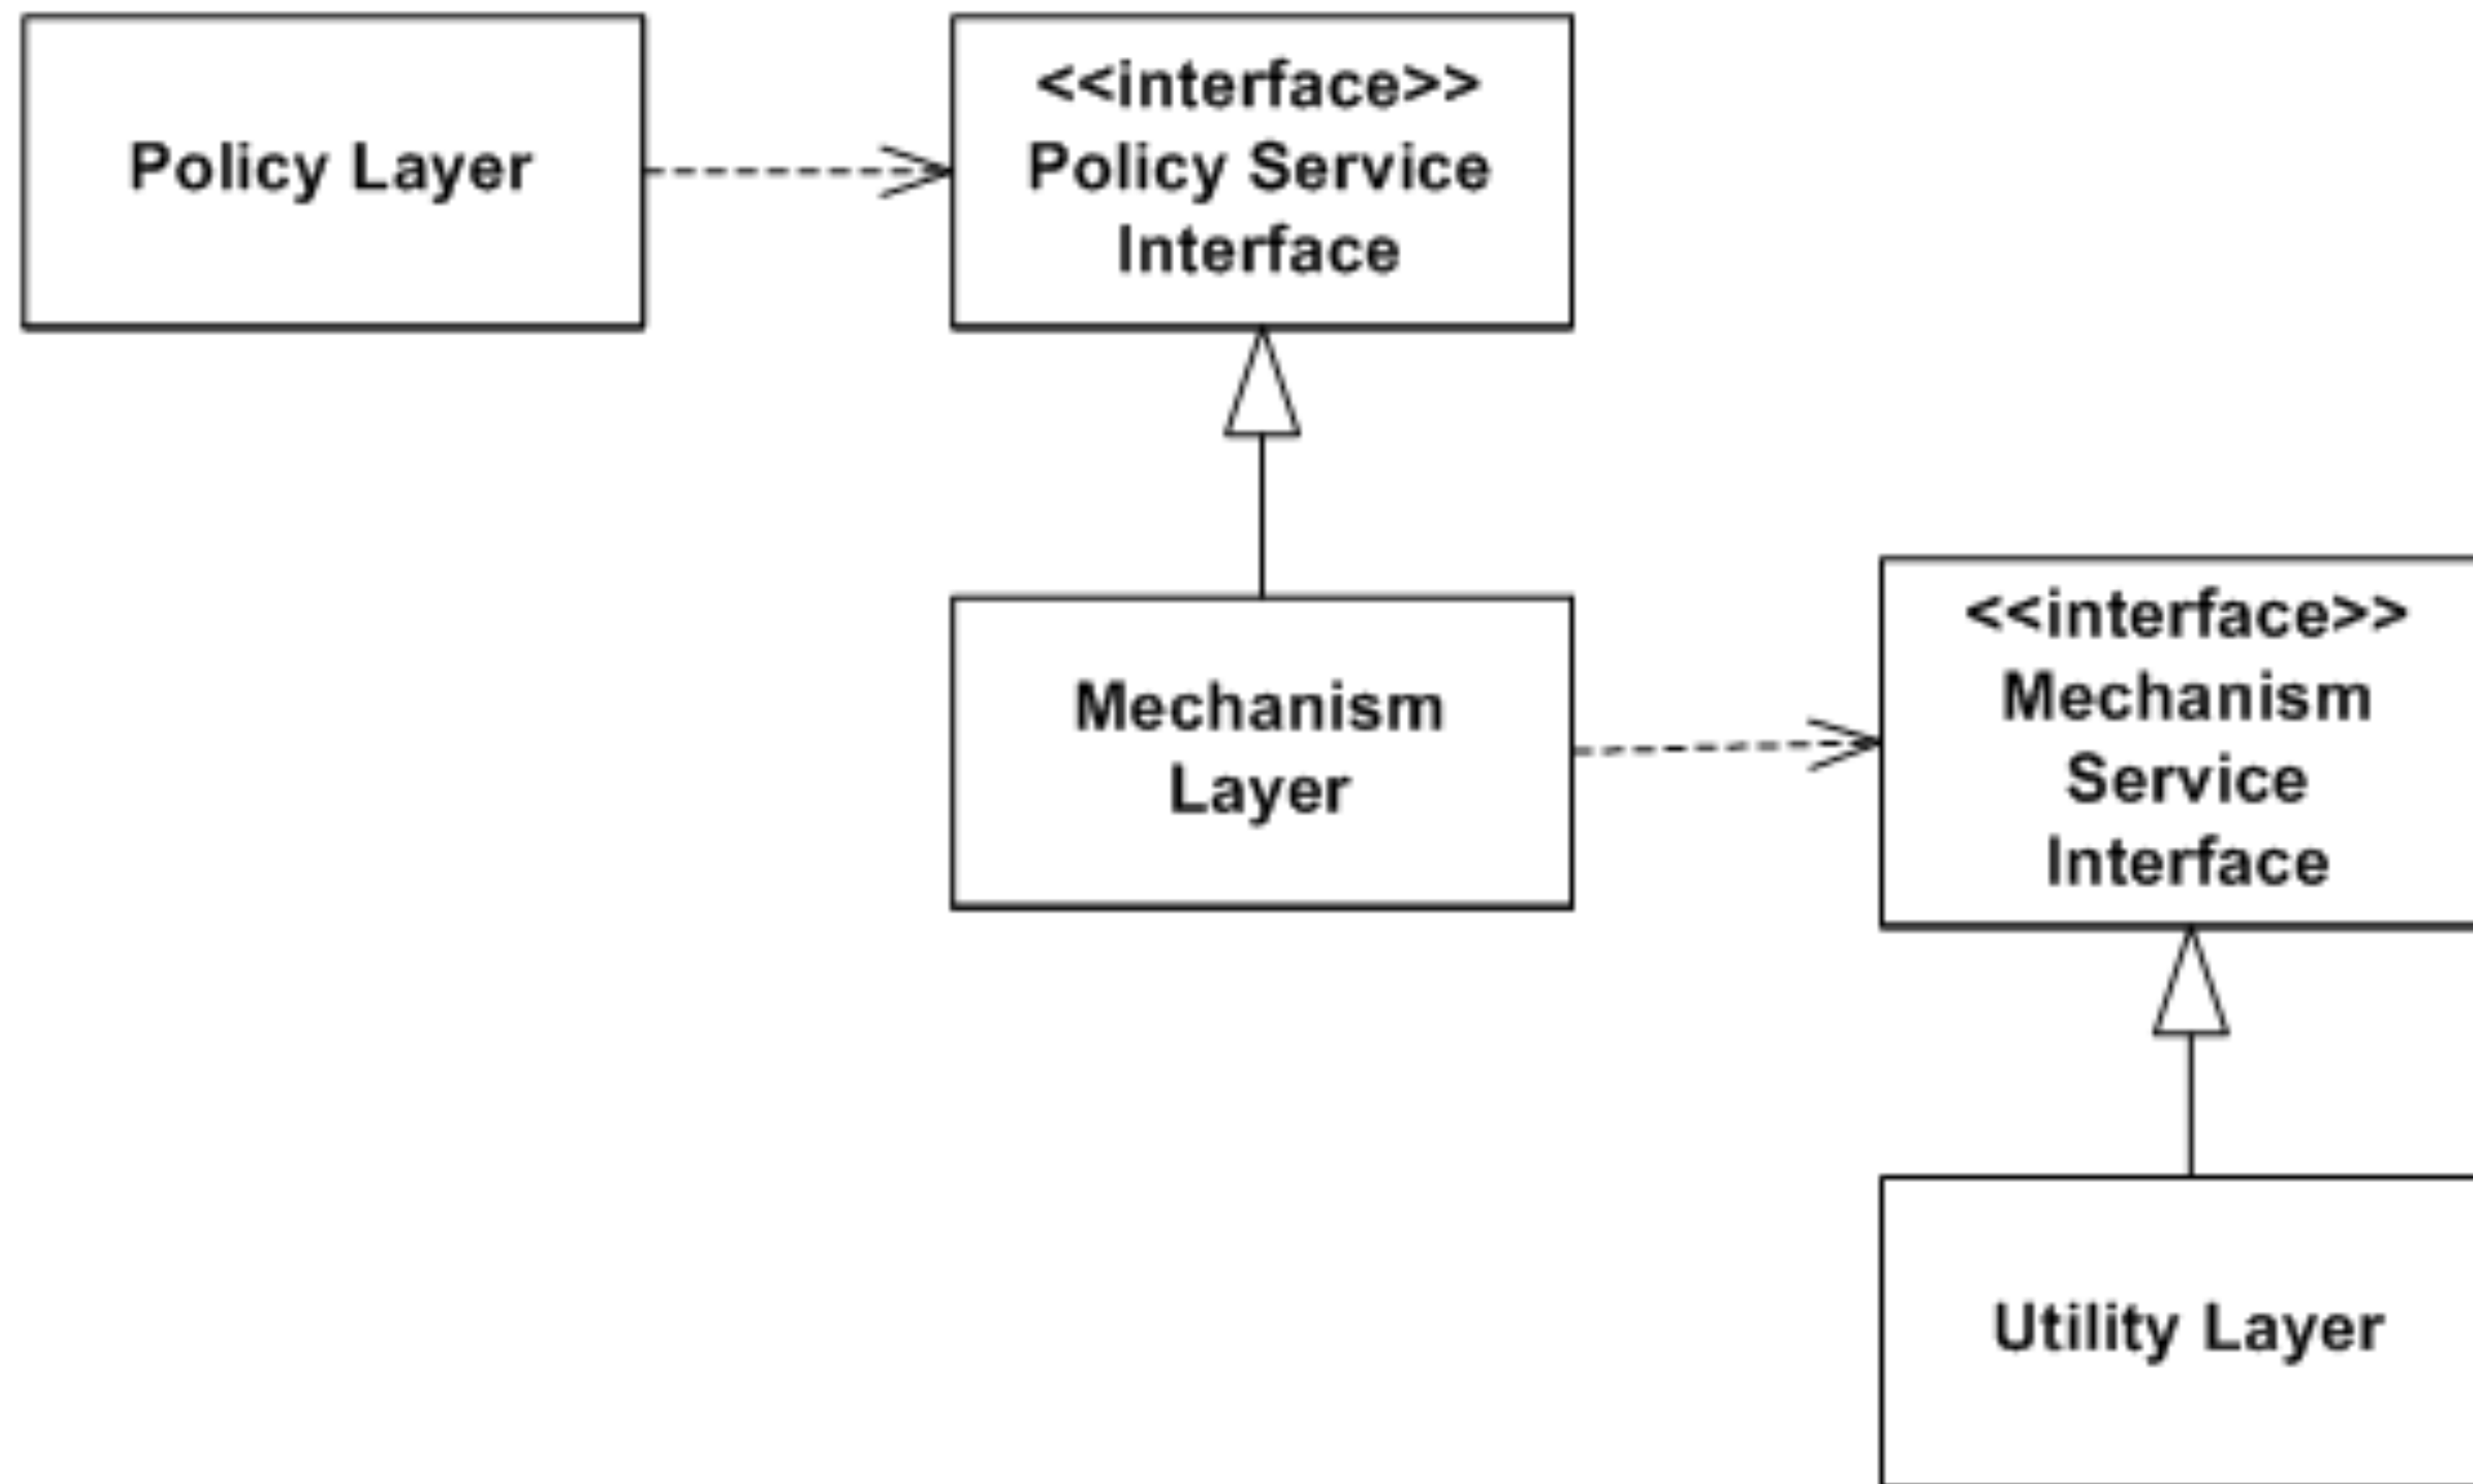 Policy Layer
<<interface>>
Policy Service
Interface
Mechanism
Layer
<<interface>>
Mechanism
Service
Interface
Utility Layer